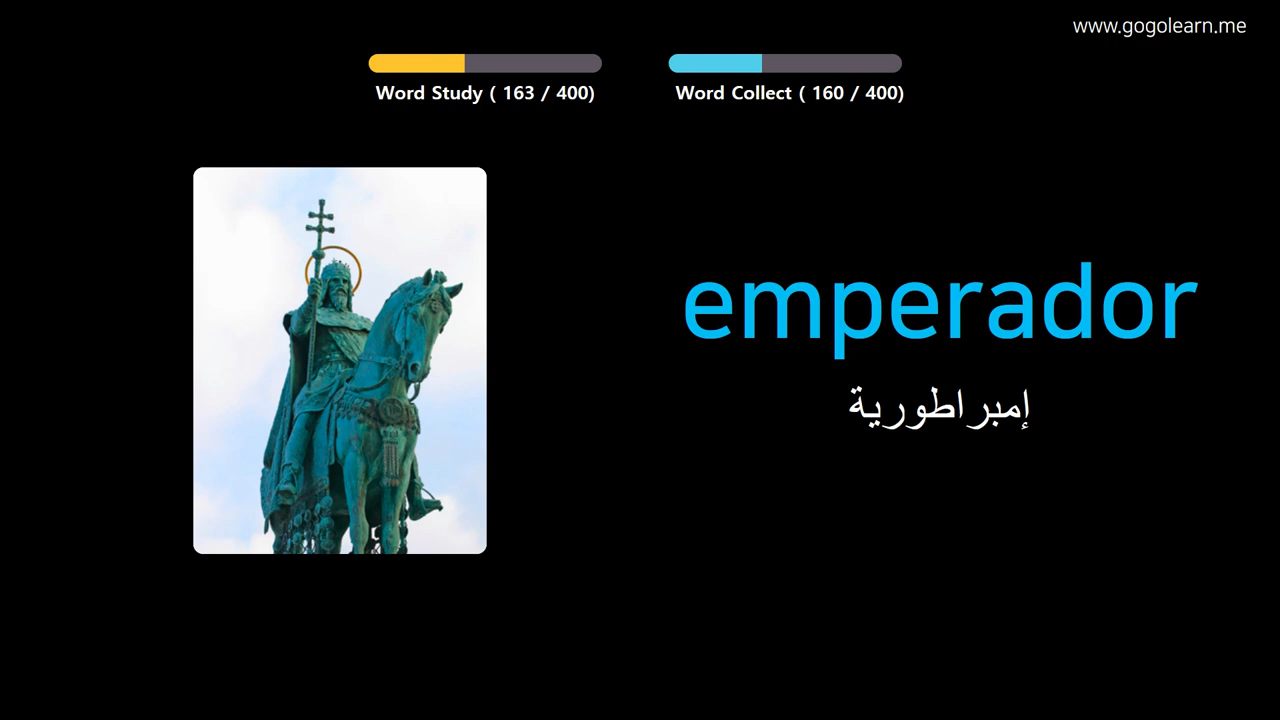 www.gogolearn.me
Word Study ( 163 / 400)
Word Collect ( 160 / 400)
emperador
إمبراطورية